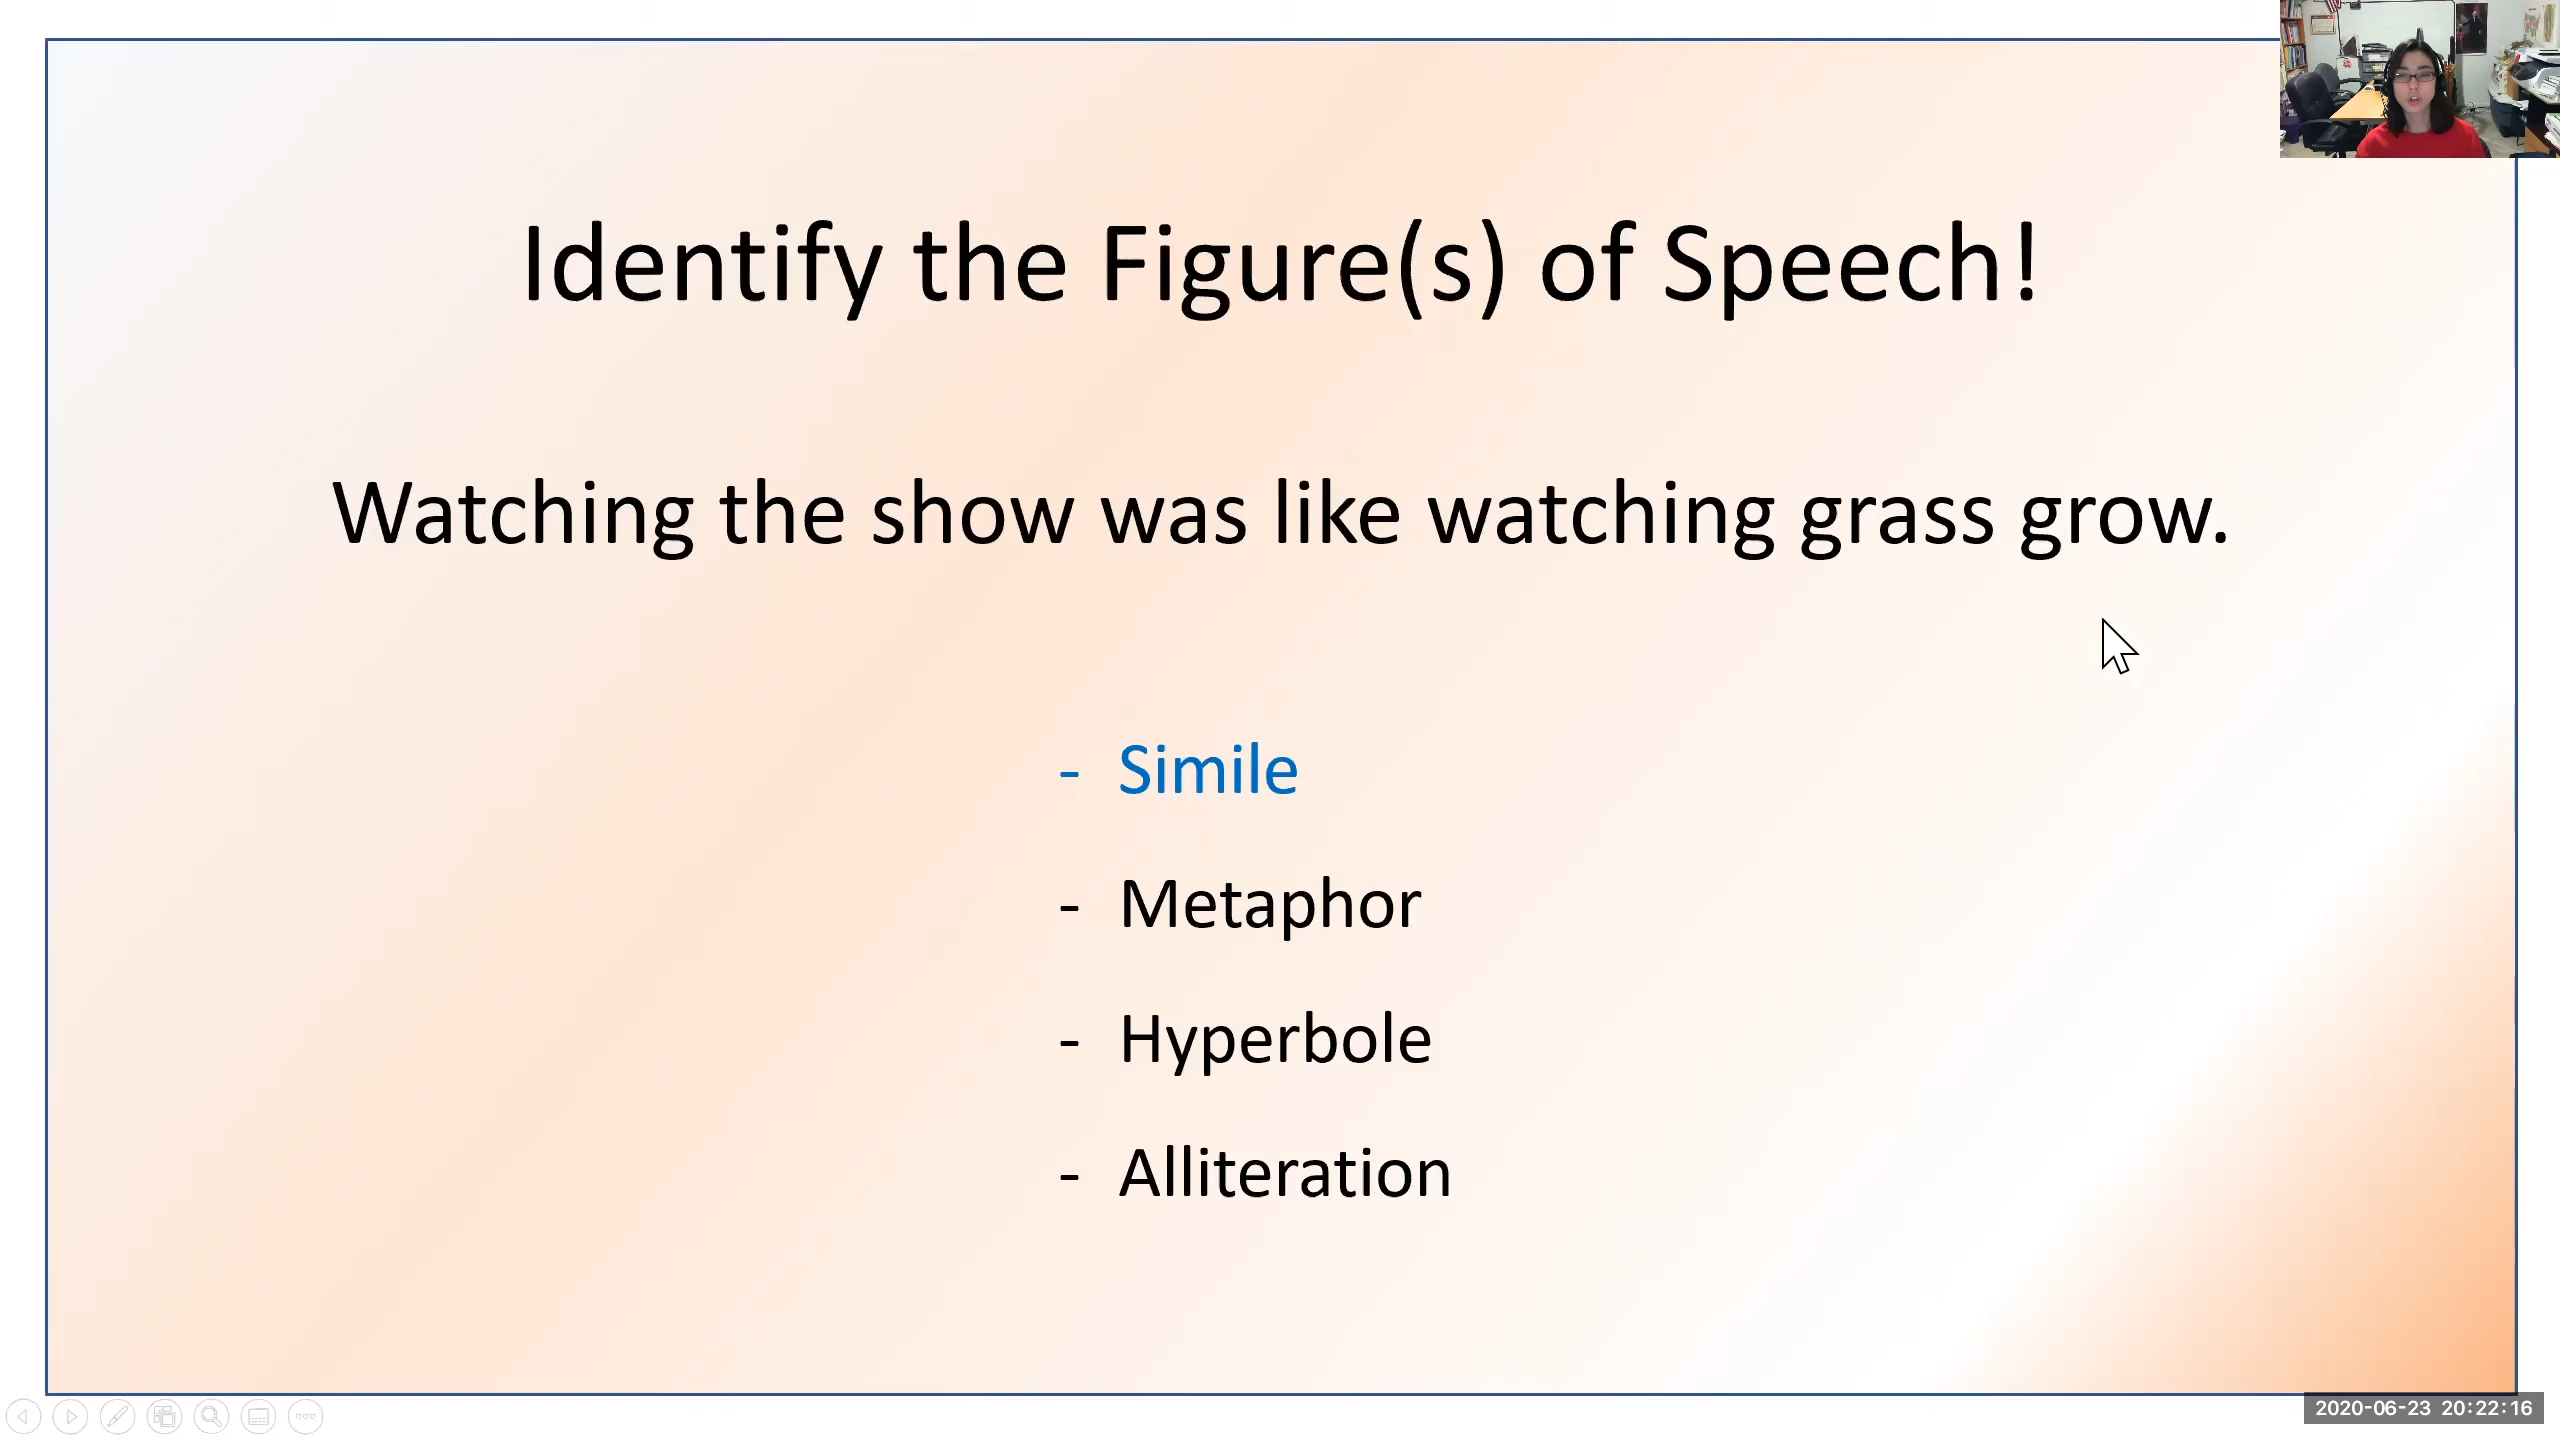 Identify the Figure(s) of Speech!
Watching the show was like watching grass grow.
- Simile
- Metaphor
- Hyperbole
- Alliteration
2020-06-23 20:22:16